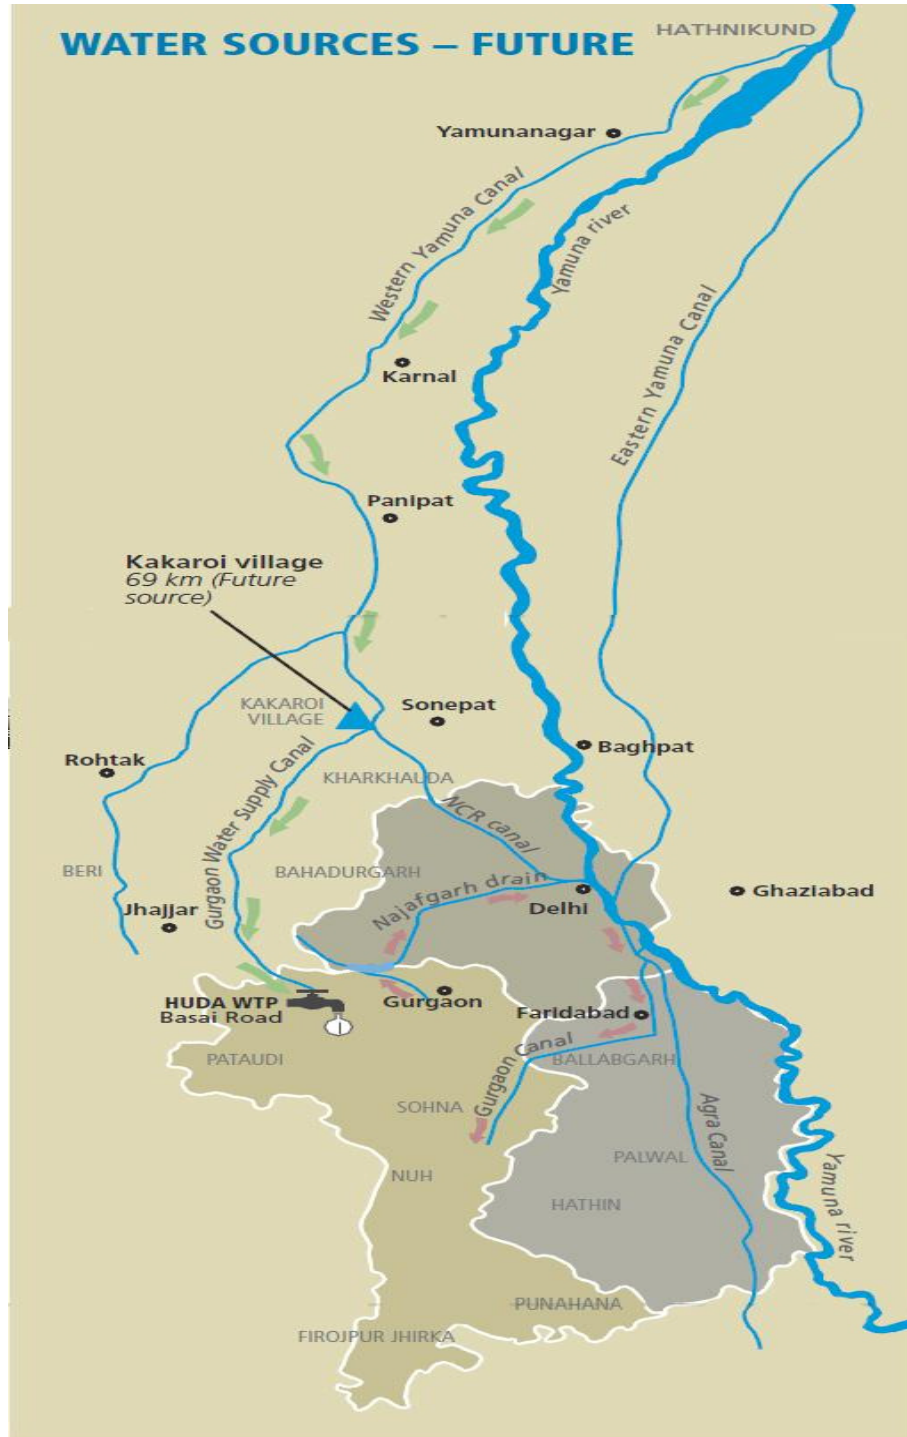 WATER SOURCES – FUTURE
HATHNIKUND
Yamunanagar
Western Yamuna Canal
Yamuna river
Eastern Yamuna Canal
Karnal
Panipat
Kakaroi village
69 km (Future
source)
KAKAROI
VILLAGE
Sonepat
Baghpat
Rohtak
Gurgaon Water Supply Canal
KHARKHAUDA
NCR canal
BERI
BAHADURGARH
Najafgarh drain
Ghaziabad
Jhajjar
Delhi
HUDA WTP
Basai Road
Gurgaon
Faridabad
PATAUDI
Gurgaon Canal
BALLABGARH
SOHNA
Agra Canal
PALWAL
NUH
HATHIN
Yamuna river
PUNAHANA
FIROJPUR JHIRKA